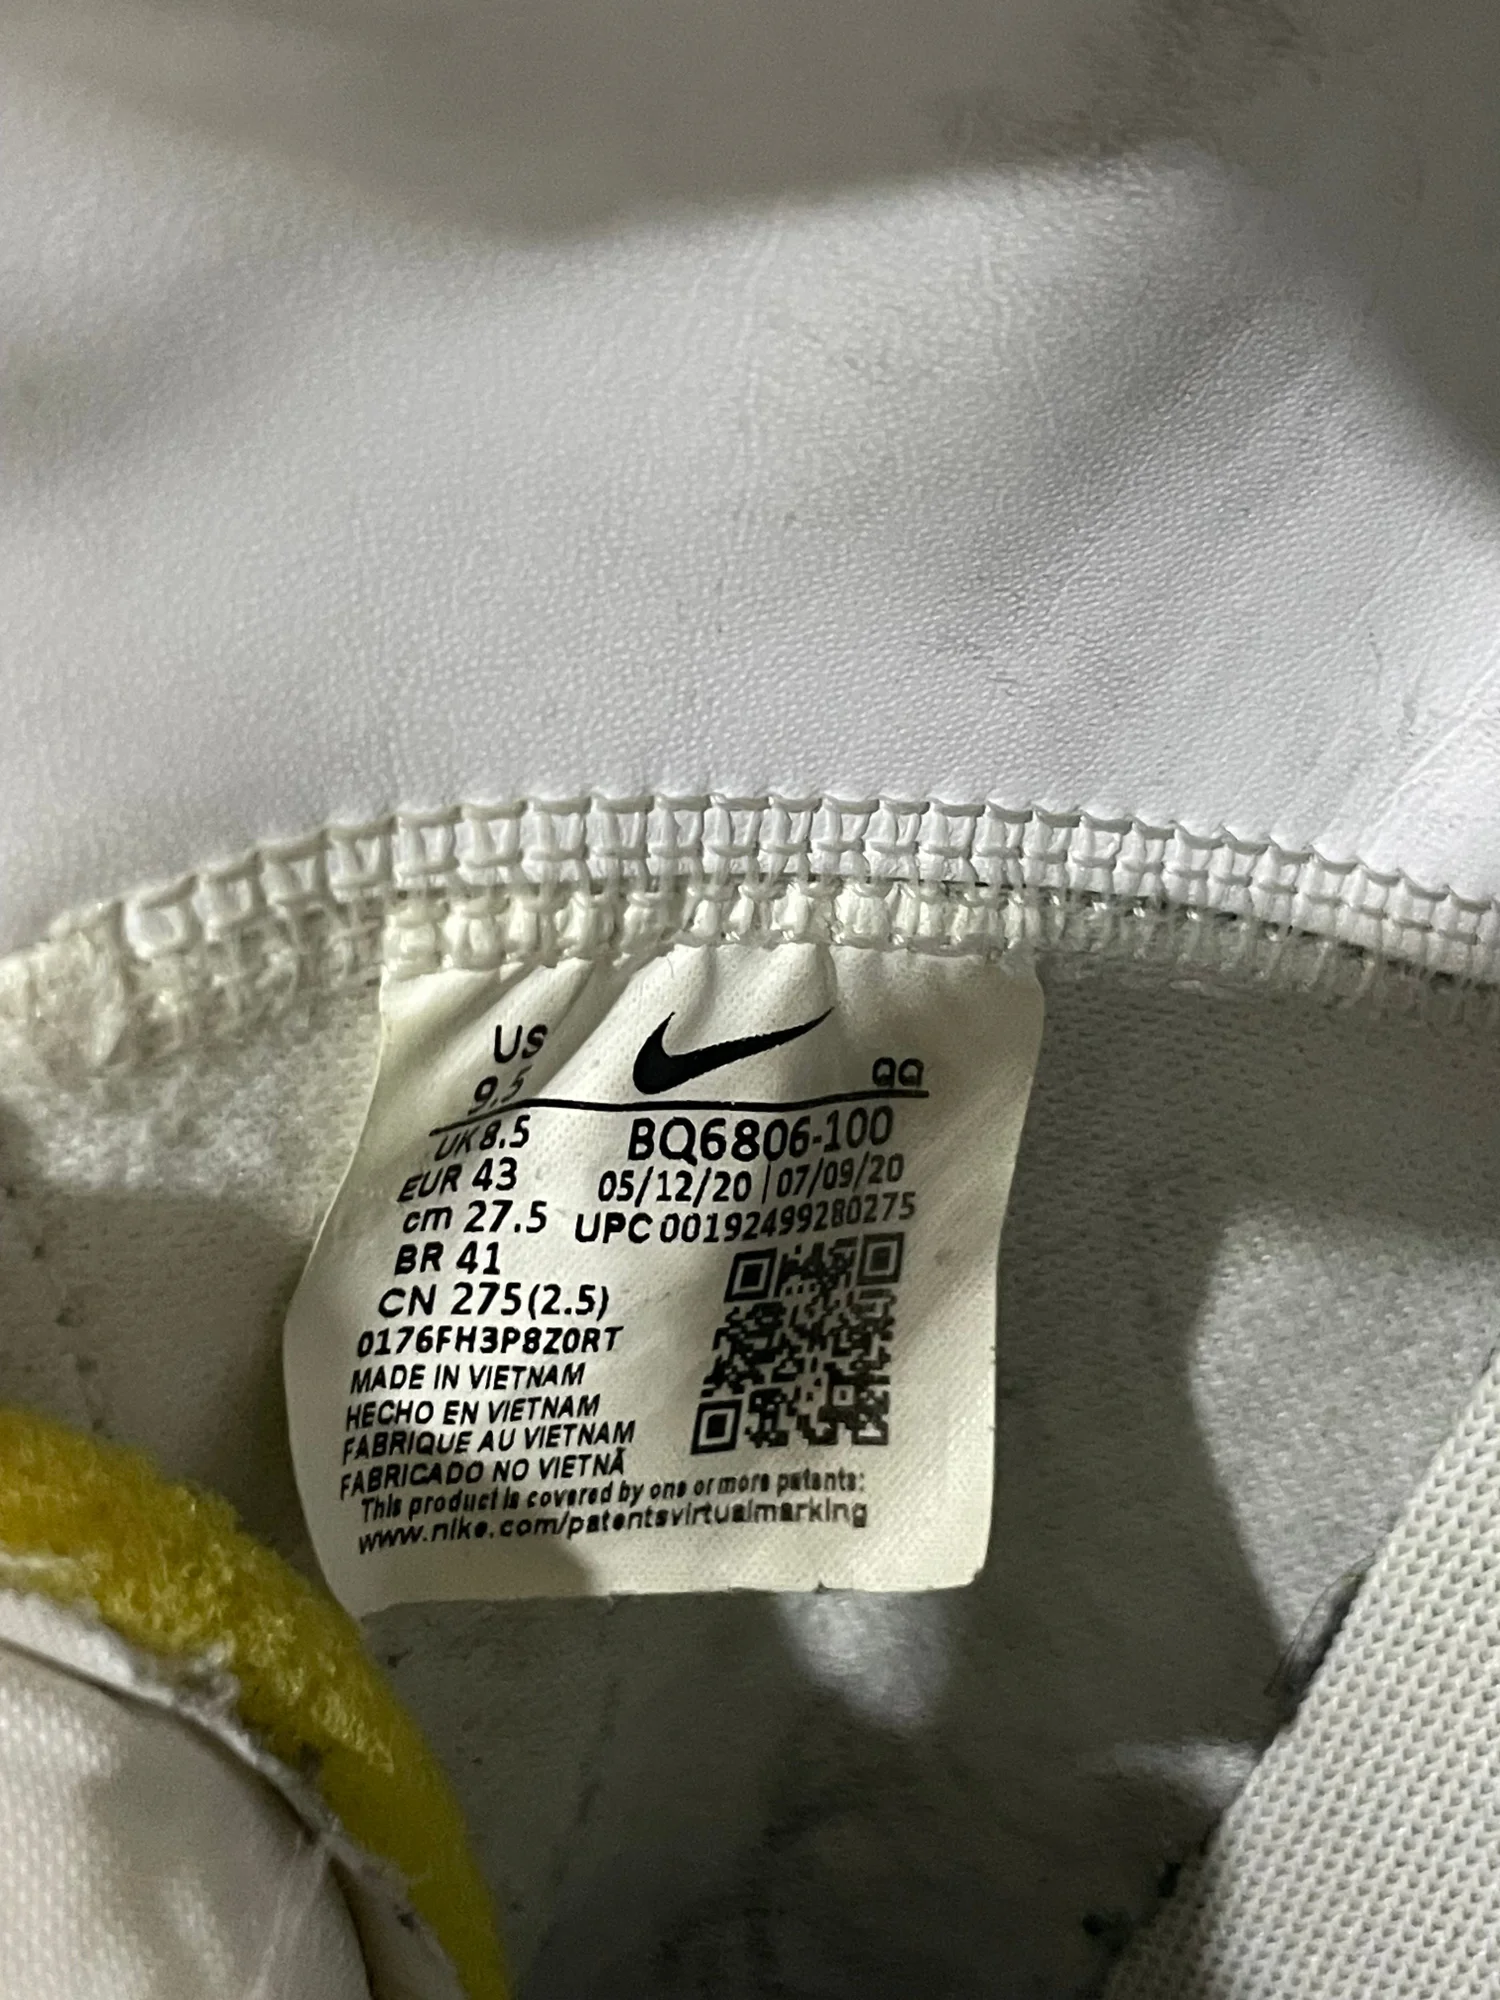 US
9.5
QQ
UK 8.5
BQ6806-100
EUR 43
05/12/20 | 07/09/20
cm 27.5
UPC 00192499280275
BR 41
CN 275(2.5)
0176FH3P8Z0RT
MADE IN VIETNAM
HECHO EN VIETNAM
FABRIQUE AU VIETNAM
FABRICADO NO VIETNÃ
This product is covered by one or more patents:
www.nike.com/patentsvirtualmarking